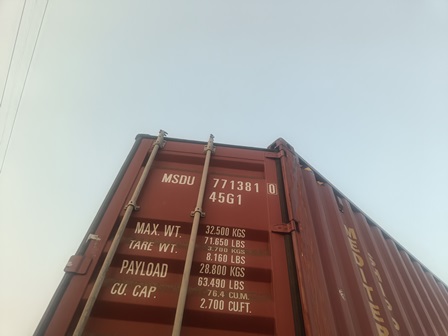 MSDU 771381 0
45G1
MAX. WT. 32.500 KGS
71.650 LBS
TARE WT. 3.700 KGS
8.160 LBS
PAYLOAD 28.800 KGS
63.490 LBS
CU. CAP. 76.4 CU.M.
2.700 CU.FT.
MEDITER